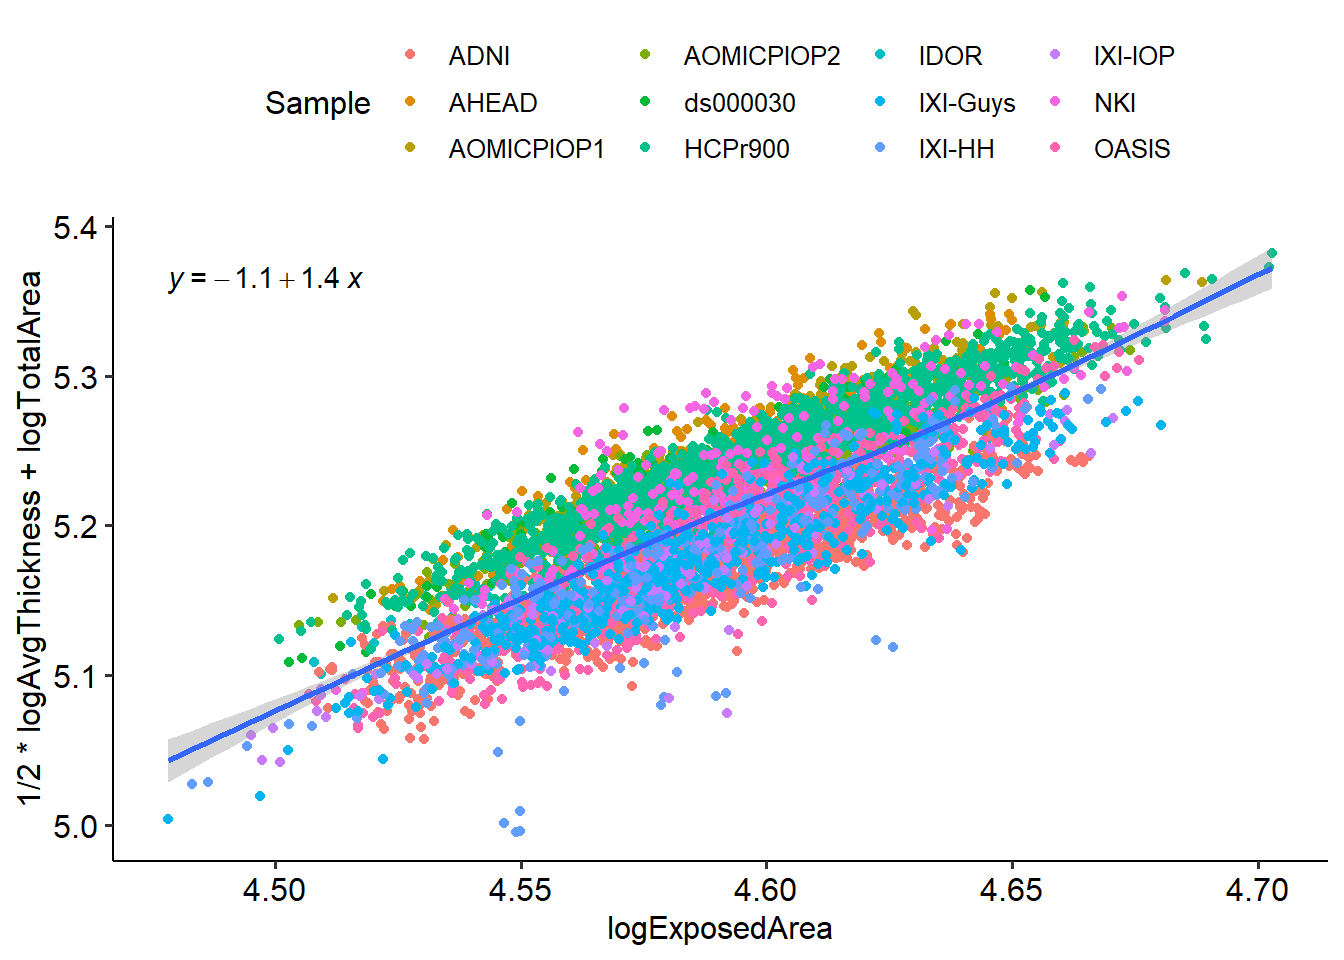 ADNI AOMICPIOP2 IDOR IXI-IOP
Sample AHEAD ds000030 IXI-Guys NKI
AOMICPIOP1 HCPr900 IXI-HH OASIS
5.4
y = − 1.1 + 1.4 x
5.3
5.2
5.1
5.0
1/2 * logAvgThickness + logTotalArea
4.50 4.55 4.60 4.65 4.70
logExposedArea